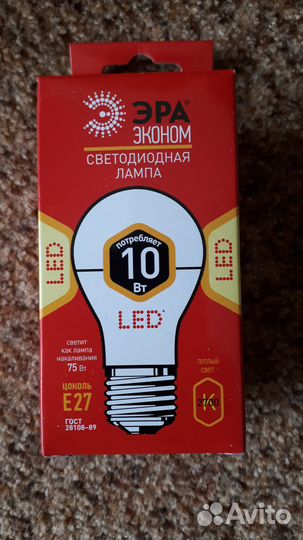 ЭРА®
ЭКОНОМ
СВЕТОДИОДНАЯ
ЛАМПА
потребляет
10
Вт
LED
LED
LED
светит
как лампа
накаливания
75 Вт
ЦОКОЛЬ
E27
ГОСТ
28108-89
теплый
свет
2700
K
Avito